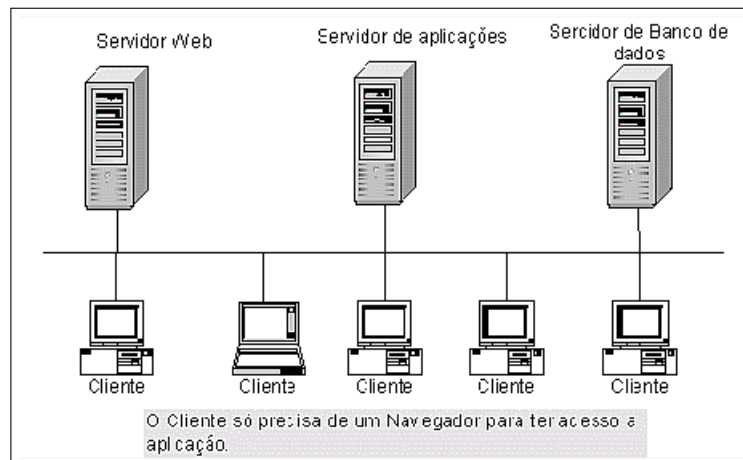 Servidor Web
Servidor de aplicações
Sercidor de Banco de
dados
Cliente
Cliente
Cliente
Cliente
Cliente
O Cliente só precisa de um Navegador para ter acesso a
aplicação.